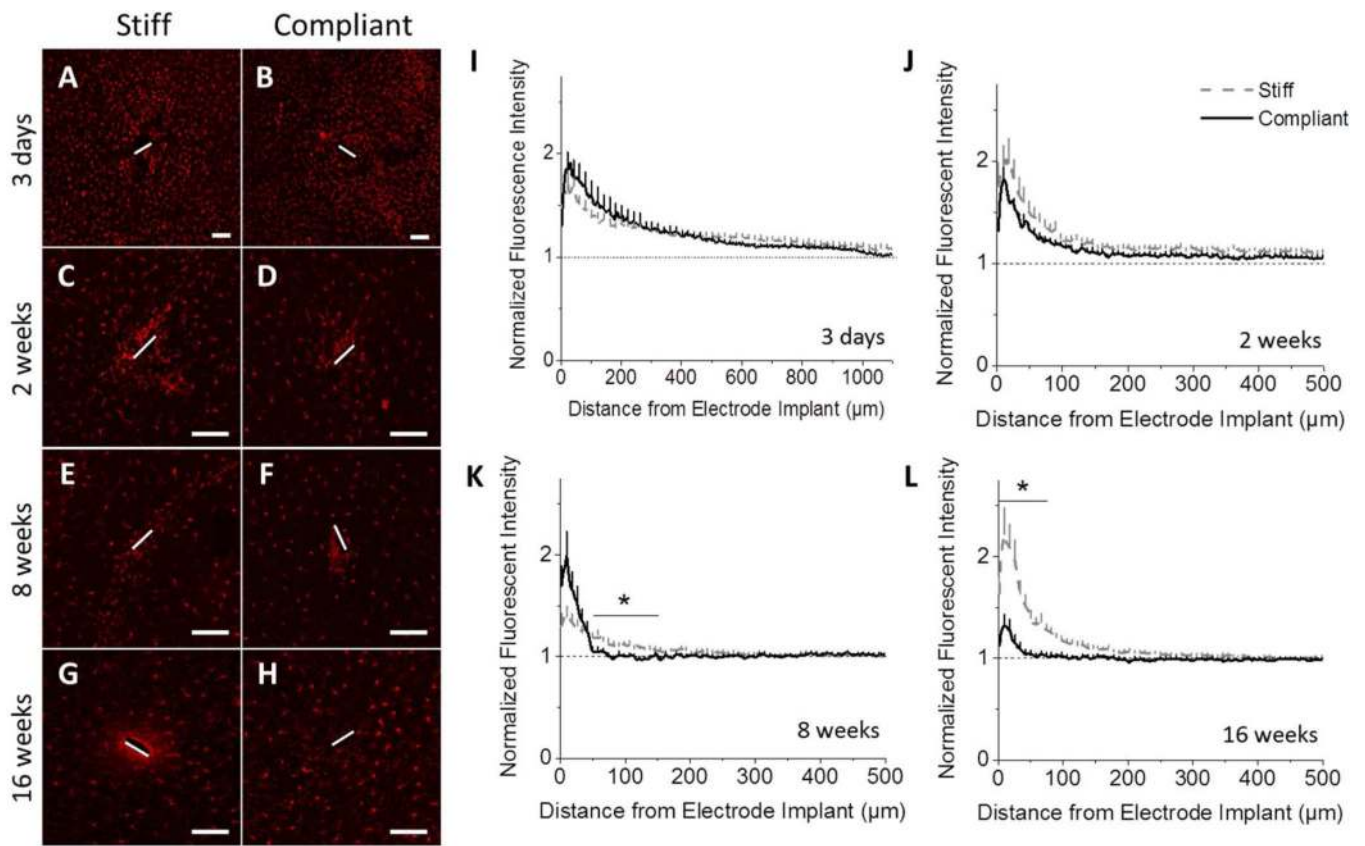 Stiff
Compliant
3 days
A
B
2 weeks
C
D
8 weeks
E
F
16 weeks
G
H
I
Normalized Fluorescence Intensity
2
1
0
0 200 400 600 800 1000
3 days
Distance from Electrode Implant (µm)
J
Stiff
Compliant
Normalized Fluorescent Intensity
2
1
0
0 100 200 300 400 500
2 weeks
Distance from Electrode Implant (µm)
K
Normalized Fluorescent Intensity
*
2
1
0
0 100 200 300 400 500
8 weeks
Distance from Electrode Implant (µm)
L
Normalized Fluorescent Intensity
*
2
1
0
0 100 200 300 400 500
16 weeks
Distance from Electrode Implant (µm)